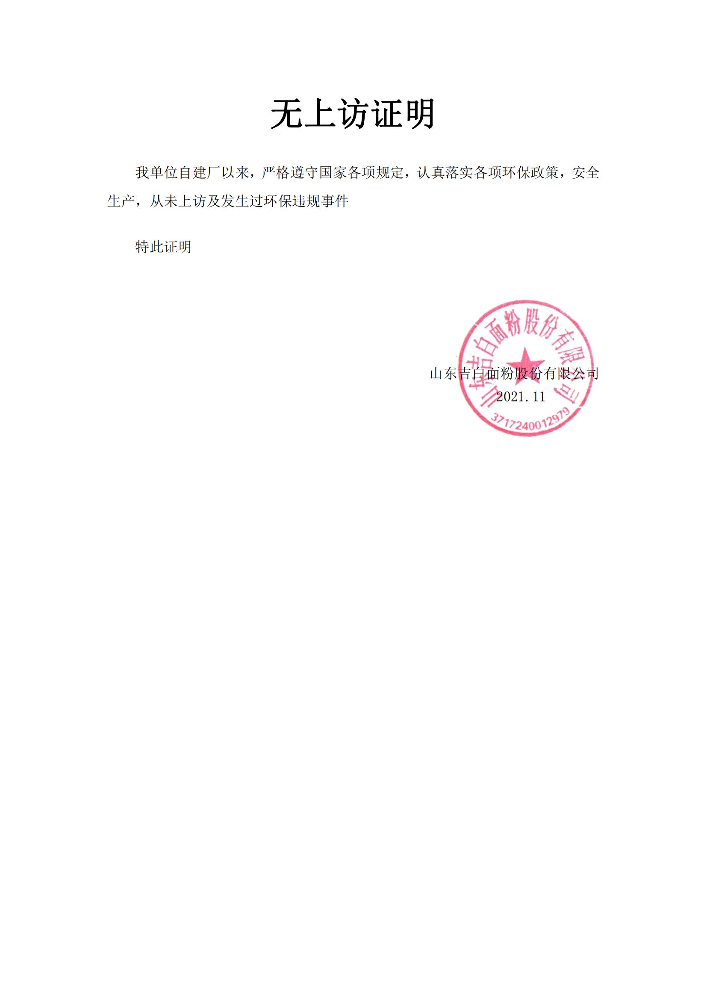 无上访证明
我单位自建厂以来，严格遵守国家各项规定，认真落实各项环保政策，安全
生产，从未上访及发生过环保违规事件
特此证明
山东吉白面粉股份有限公司
山东吉白面粉股份有限公司
2021.11
3717240012979